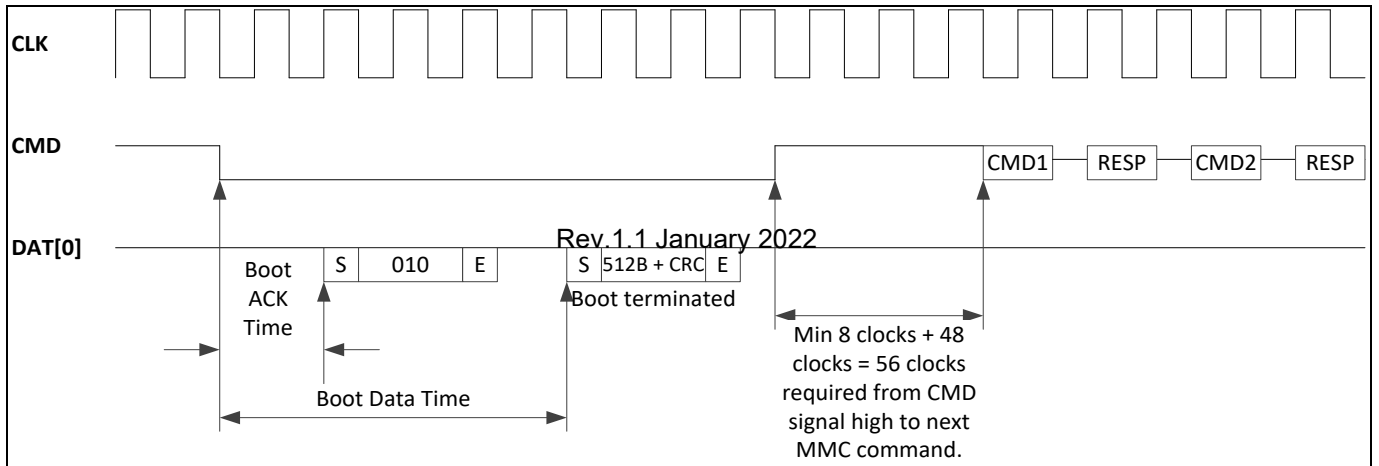 CLK
CMD
CMD1 RESP CMD2 RESP
DAT[0]
Rev.1.1 January 2022
S 010 E
S 512B + CRC E
Boot
ACK
Time
Boot terminated
Boot Data Time
Min 8 clocks + 48
clocks = 56 clocks
required from CMD
signal high to next
MMC command.